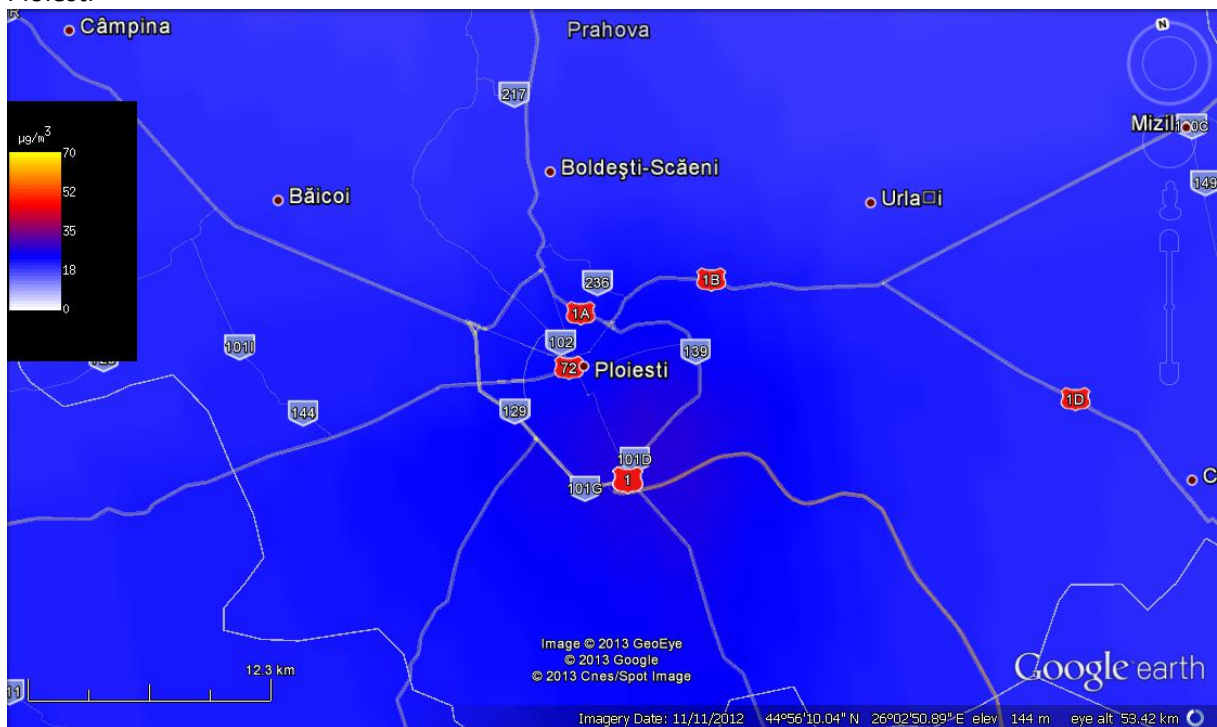 Câmpina
Prahova
N
217
µg/m3
70
52
35
18
0
Mizil
100C
149
Boldeşti-Scăeni
Băicoi
Urla□i
236
1B
1A
101I
102
139
72
Ploiesti
144
129
1D
101D
1
101G
C
Image © 2013 GeoEye
© 2013 Google
© 2013 Cnes/Spot Image
Google earth
12.3 km
11
Imagery Date: 11/11/2012 44°56'10.04" N 26°02'50.89" E elev 144 m eye alt 53.42 km